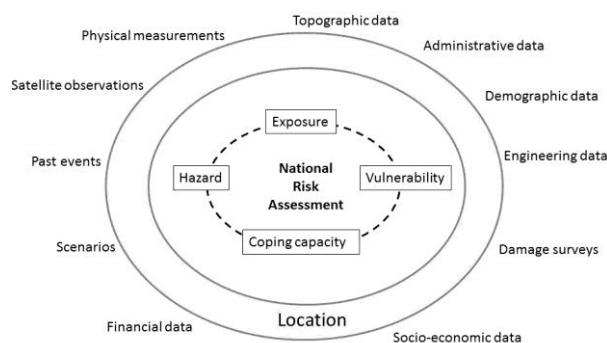 Topographic data
Physical measurements
Administrative data
Satellite observations
Demographic data
Exposure
Past events
Engineering data
Hazard
National
Risk
Assessment
Vulnerability
Coping capacity
Scenarios
Damage surveys
Financial data
Location
Socio-economic data